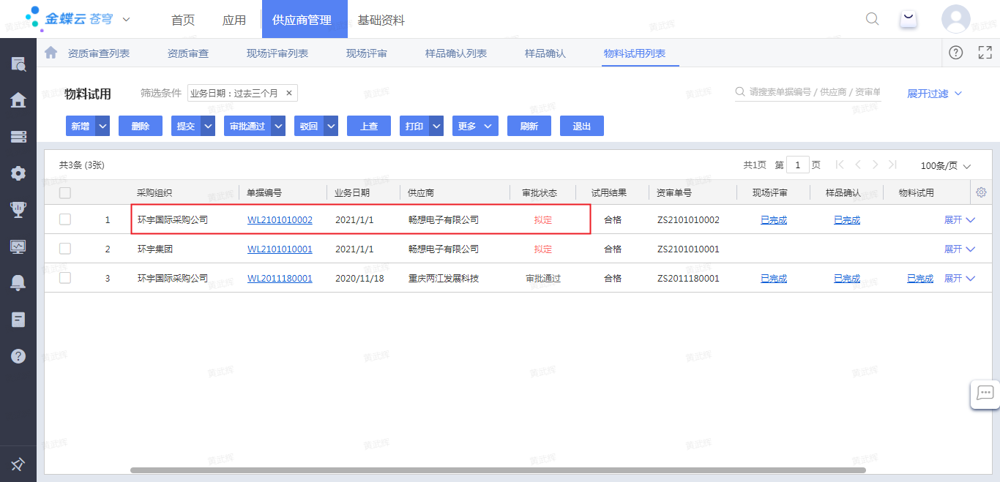 金蝶云 苍穹 首页 应用 供应商管理 基础资料
资质审查列表 资质审查 现场评审列表 现场评审 样品确认列表 样品确认 物料试用列表
物料试用 筛选条件 业务日期：过去三个月 × 请搜索单据编号 / 供应商 / 资审单 展开过滤
新增 删除 提交 审批通过 驳回 上查 打印 更多 刷新 退出
共3条 (3张) 共1页 第 1 页 100条/页
采购组织 单据编号 业务日期 供应商 审批状态 试用结果 资审单号 现场评审 样品确认 物料试用
1 环宇国际采购公司 WL2101010002 2021/1/1 畅想电子有限公司 拟定 合格 ZS2101010002 已完成 已完成 展开
2 环宇集团 WL2101010001 2021/1/1 畅想电子有限公司 拟定 合格 ZS2101010001 展开
3 环宇国际采购公司 WL2011180001 2020/11/18 重庆两江发展科技 审批通过 合格 ZS2011180001 已完成 已完成 已完成 展开
黄武辉